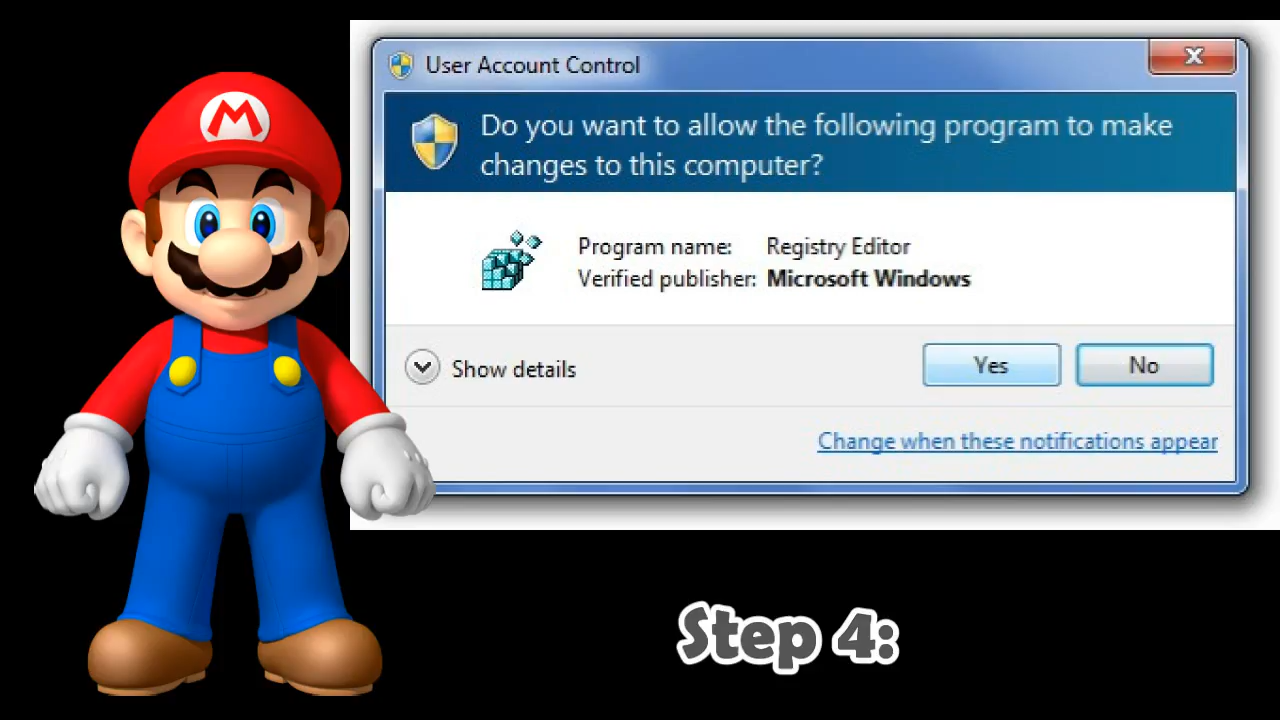 M
User Account Control
X
Do you want to allow the following program to make
changes to this computer?
Program name: Registry Editor
Verified publisher: Microsoft Windows
Show details
Yes
No
Change when these notifications appear
Step 4: